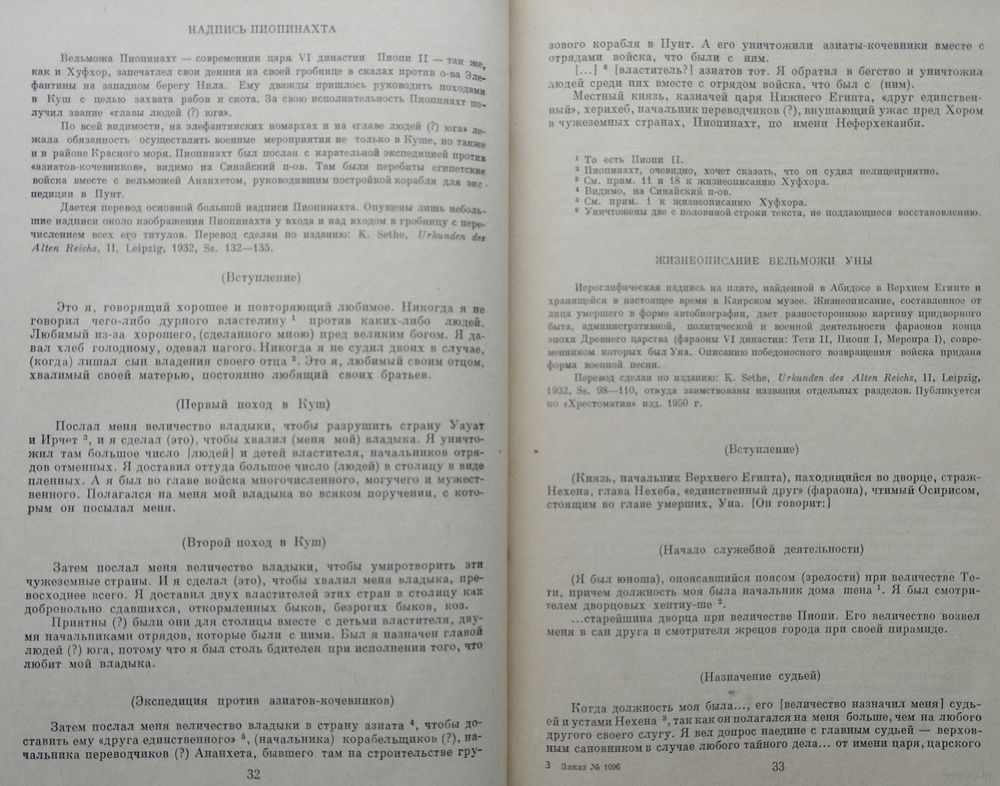 НАДПИСЬ ПИОПИНАХТА
Вельможа Пиопинахт — современник царя VI династии Пиопи II — так же,
как и Хуфхор, запечатлел свои деяния на своей гробнице в скалах против о-ва Эле-
фантины на западном берегу Нила. Ему дважды пришлось руководить походами
в Куш с целью захвата рабов и скота. За свою исполнительность Пиопинахт по-
лучил звание «главы людей (?) юга».
По всей видимости, на элефантинских номархах и на «главе людей (?) юга» ле-
жала обязанность осуществлять военные мероприятия не только в Куше, но также
и в районе Красного моря. Пиопинахт был послан с карательной экспедицией против
«азиатов-кочевников», видимо на Синайский п-ов. Там были перебиты египетские
войска вместе с вельможей Ананхетом, руководившим постройкой корабля для экс-
педиции в Пунт.
Дается перевод основной большой надписи Пиопинахта. Опущены лишь неболь-
шие надписи около изображения Пиопинахта у входа и над входом в гробницу с пере-
числением всех его титулов. Перевод сделан по изданию: K. Sethe, Urkunden des
Alten Reichs, II, Leipzig, 1932, Ss. 132—135.
(Вступление)
Это я, говорящий хорошее и повторяющий любимое. Никогда я не
говорил чего-либо дурного властелину ¹ против каких-либо людей.
Любимый из-за хорошего, (сделанного мною) пред великим богом. Я да-
вал хлеб голодному, одевал нагого. Никогда я не судил двоих в случае,
(когда) лишал сын владения своего отца ². Это я, любимый своим отцом,
хвалимый своей матерью, постоянно любящий своих братьев.
(Первый поход в Куш)
Послал меня величество владыки, чтобы разрушить страну Уауат
и Ирчет ³, и я сделал (это), чтобы хвалил (меня мой) владыка. Я уничто-
жил там большое число [людей] и детей властителя, начальников отря-
дов отменных. Я доставил оттуда большое число (людей) в столицу в виде
пленных. А я был во главе войска многочисленного, могучего и мужест-
венного. Полагался на меня мой владыка во всяком поручении, с кото-
рым он посылал меня.
(Второй поход в Куш)
Затем послал меня величество владыки, чтобы умиротворить эти
чужеземные страны. И я сделал (это), чтобы хвалил меня владыка, пре-
восходнее всего. Я доставил двух властителей этих стран в столицу как
добровольно сдавшихся, откормленных быков, безрогих быков, коз.
Приятны (?) были они для столицы вместе с детьми властителя, дву-
мя начальниками отрядов, которые были с ними. Был я назначен главой
людей (?) юга, потому что я был столь бдителен при исполнении того, что
любит мой владыка.
(Экспедиция против азиатов-кочевников)
Затем послал меня величество владыки в страну азиата ⁴, чтобы до-
ставить ему «друга единственного» ⁵, (начальника) корабельщиков (?), на-
чальника переводчиков (?) Ананхета, бывшего там на строительстве гру-
32
зового корабля в Пунт. А его уничтожили азиаты-кочевники вместе с
отрядами войска, что были с ним.
[...] ⁶ [властитель?] азиатов тот. Я обратил в бегство и уничтожил
людей среди них вместе с отрядом войска, что был с (ним).
Местный князь, казначей царя Нижнего Египта, «друг единствен-
ный», херихеб, начальник переводчиков (?), внушающий ужас пред Хором
в чужеземных странах, Пиопинахт, по имени Неферхекаиби.
¹ То есть Пиопи II.
² Пиопинахт, очевидно, хочет сказать, что он судил нелицеприятно.
³ См. прим. 11 и 18 к жизнеописанию Хуфхора.
⁴ Видимо, на Синайский п-ов.
⁵ См. прим. 1 к жизнеописанию Хуфхора.
⁶ Уничтожены две с половиной строки текста, не поддающиеся восстановлению.
ЖИЗНЕОПИСАНИЕ ВЕЛЬМОЖИ УНЫ
Иероглифическая надпись на плите, найденной в Абидосе в Верхнем Египте и
хранящейся в настоящее время в Каирском музее. Жизнеописание, составленное от
лица умершего в форме автобиографии, дает разностороннюю картину придворного
быта, административной, политической и военной деятельности фараонов конца
эпохи Древнего царства (фараоны VI династии: Тети II, Пиопи I, Меренра I), совре-
менником которых был Уна. Описанию победоносного возвращения войска придана
форма военной песни.
Перевод сделан по изданию: K. Sethe, Urkunden des Alten Reichs, II, Leipzig,
1932, Ss. 98—110, откуда заимствованы названия отдельных разделов. Публикуется
по «Хрестоматии» изд. 1950 г.
(Вступление)
(Князь, начальник Верхнего Египта), находящийся во дворце, страж
Нехена, глава Нехеба, «единственный друг» (фараона), чтимый Осирисом,
стоящим во главе умерших, Уна. [Он говорит:]
(Начало служебной деятельности)
(Я был юноша), опоясавшийся поясом (зрелости) при величестве Те-
ти, причем должность моя была начальник дома шена ¹. Я был смотри-
телем дворцовых хентиу-ше ².
...старейшина дворца при величестве Пиопи. Его величество возвел
меня в сан друга и смотрителя жрецов города при своей пирамиде.
(Назначение судьей)
Когда должность моя была..., его [величество назначил меня] судь-
ей и устами Нехена ³, так как он полагался на меня больше, чем на любого
другого своего слугу. Я вел допрос наедине с главным судьей — верхов-
ным сановником в случае любого тайного дела... от имени царя, царского
3 Заказ № 1096
33
www.ay.by